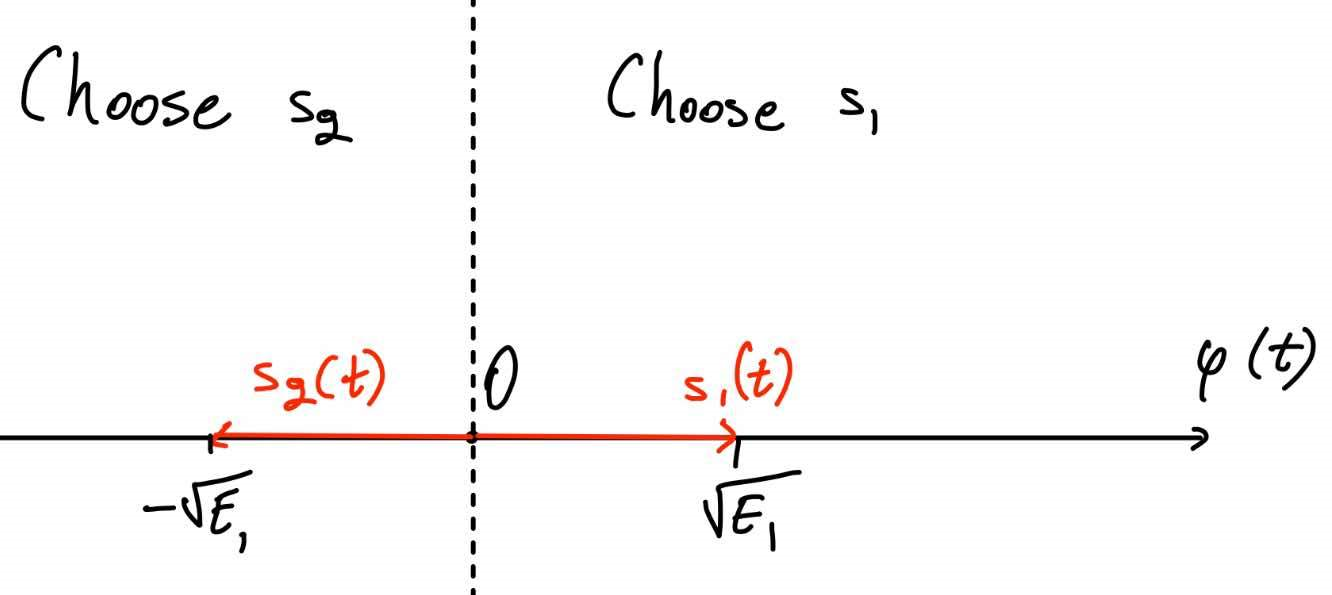 Choose s₂
Choose s₁
s₂(t)
0
s₁(t)
φ(t)
-√E₁
√E₁